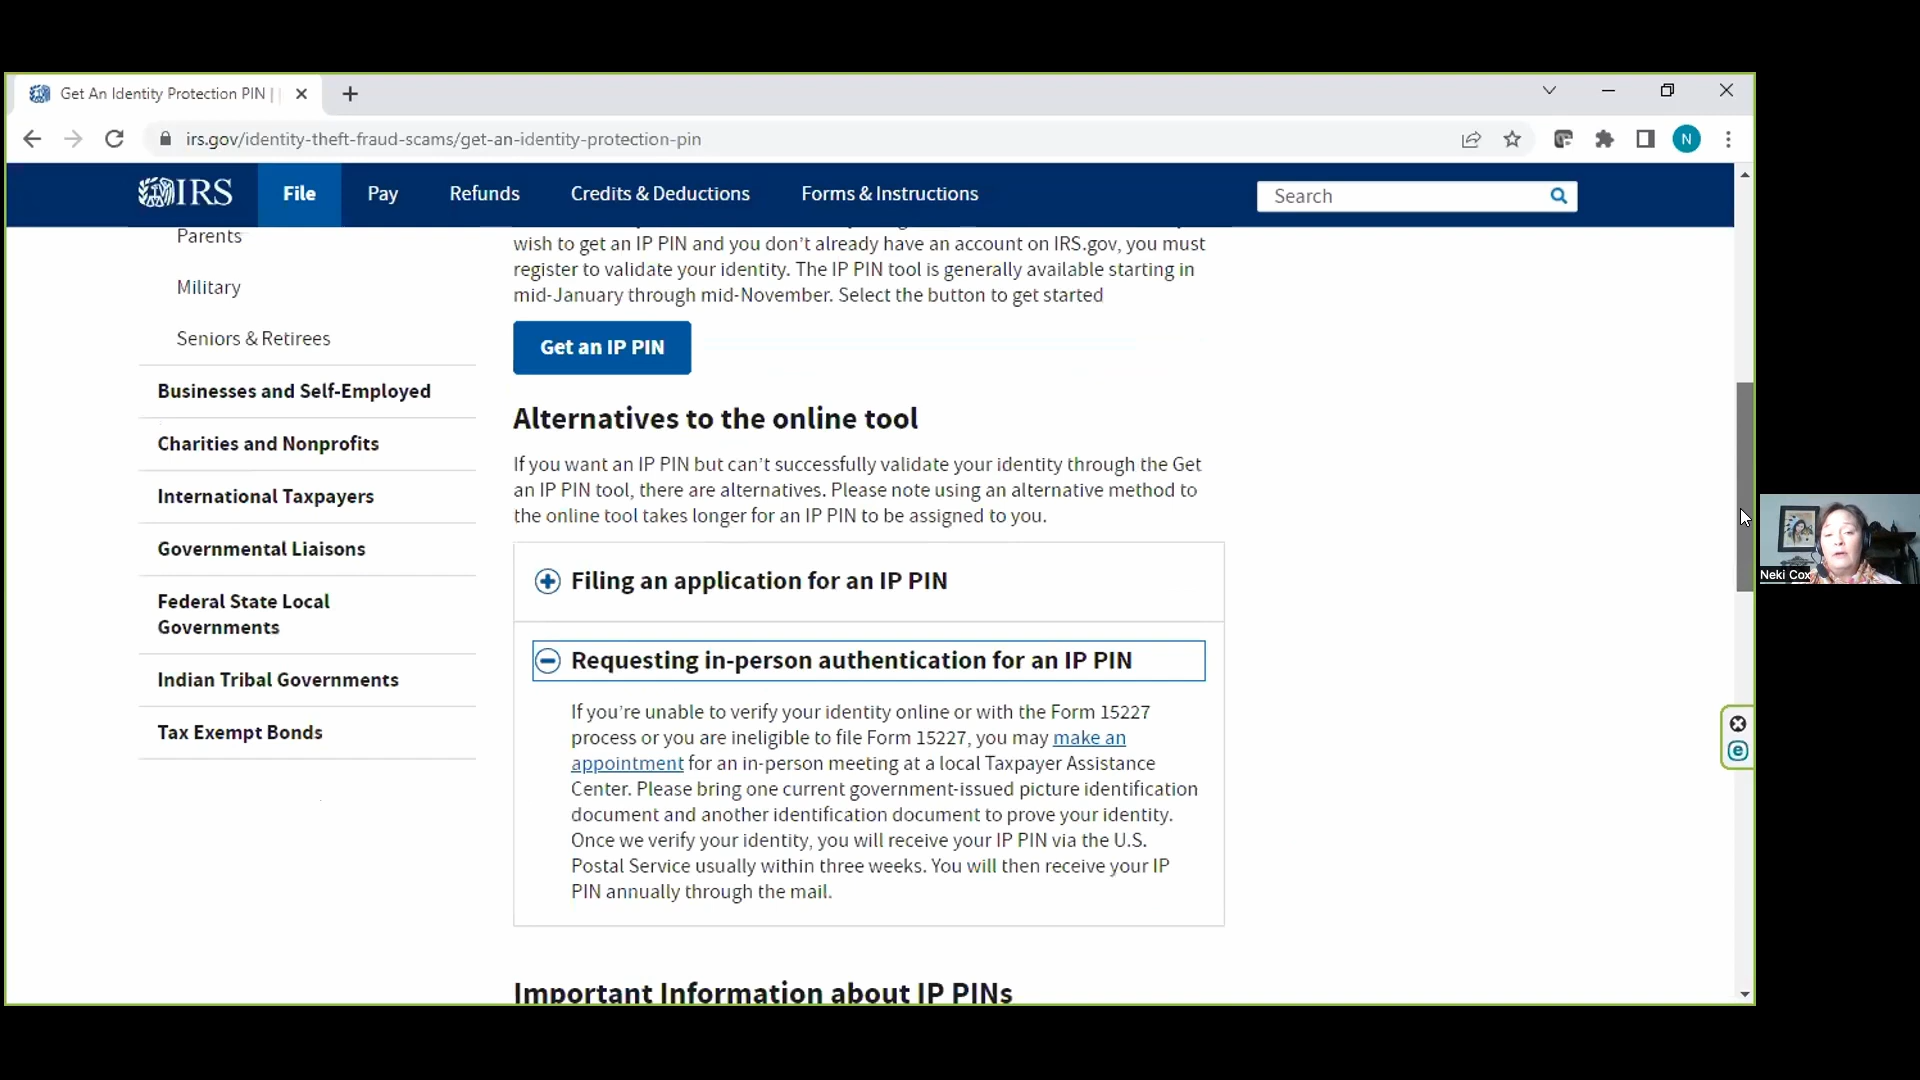 Get An Identity Protection PIN |
irs.gov/identity-theft-fraud-scams/get-an-identity-protection-pin
N
IRS
File
Pay
Refunds
Credits & Deductions
Forms & Instructions
Search
Parents
Military
Seniors & Retirees
Businesses and Self-Employed
Charities and Nonprofits
International Taxpayers
Governmental Liaisons
Federal State Local
Governments
Indian Tribal Governments
Tax Exempt Bonds
wish to get an IP PIN and you don’t already have an account on IRS.gov, you must
register to validate your identity. The IP PIN tool is generally available starting in
mid-January through mid-November. Select the button to get started
Get an IP PIN
Alternatives to the online tool
If you want an IP PIN but can’t successfully validate your identity through the Get
an IP PIN tool, there are alternatives. Please note using an alternative method to
the online tool takes longer for an IP PIN to be assigned to you.
Filing an application for an IP PIN
Requesting in-person authentication for an IP PIN
If you’re unable to verify your identity online or with the Form 15227
process or you are ineligible to file Form 15227, you may make an
appointment for an in-person meeting at a local Taxpayer Assistance
Center. Please bring one current government-issued picture identification
document and another identification document to prove your identity.
Once we verify your identity, you will receive your IP PIN via the U.S.
Postal Service usually within three weeks. You will then receive your IP
PIN annually through the mail.
Important Information about IP PINs
Neki Cox